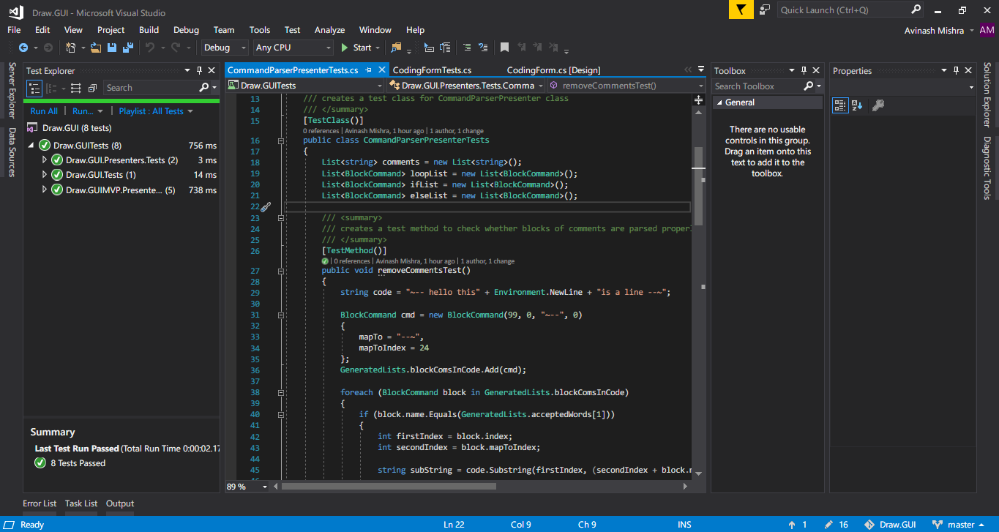 Draw.GUI - Microsoft Visual Studio
Quick Launch (Ctrl+Q)
File Edit View Project Build Debug Team Tools Test Analyze Window Help
Avinash Mishra AM
Debug Any CPU Start
Server Explorer
Data Sources
Test Explorer
Search
Run All | Run... | Playlist : All Tests
Draw.GUI (8 tests)
Draw.GUITests (8) 756 ms
Draw.GUI.Presenters.Tests (2) 3 ms
Draw.GUI.Tests (1) 14 ms
Draw.GUIMVP.Presente... (5) 738 ms
Summary
Last Test Run Passed (Total Run Time 0:00:02.17
8 Tests Passed
CommandParserPresenterTests.cs CodingFormTests.cs CodingForm.cs [Design]
Draw.GUITests Draw.GUI.Presenters.Tests.Comma removeCommentsTest()
13 /// creates a test class for CommandParserPresenter class
14 /// </summary>
15 [TestClass()]
0 references | Avinash Mishra, 1 hour ago | 1 author, 1 change
16 public class CommandParserPresenterTests
17 {
18 List<string> comments = new List<string>();
19 List<BlockCommand> loopList = new List<BlockCommand>();
20 List<BlockCommand> ifList = new List<BlockCommand>();
21 List<BlockCommand> elseList = new List<BlockCommand>();
22
23 /// <summary>
24 /// creates a test method to check whether blocks of comments are parsed properl
25 /// </summary>
26 [TestMethod()]
| 0 references | Avinash Mishra, 1 hour ago | 1 author, 1 change
27 public void removeCommentsTest()
28 {
29 string code = "~-- hello this" + Environment.NewLine + "is a line --~";
30
31 BlockCommand cmd = new BlockCommand(99, 0, "~--", 0)
32 {
33 mapTo = "--~",
34 mapToIndex = 24
35 };
36 GeneratedLists.blockComsInCode.Add(cmd);
37
38 foreach (BlockCommand block in GeneratedLists.blockComsInCode)
39 {
40 if (block.name.Equals(GeneratedLists.acceptedWords[1]))
41 {
42 int firstIndex = block.index;
43 int secondIndex = block.mapToIndex;
44
45 string subString = code.Substring(firstIndex, (secondIndex + block.m
89 %
Toolbox
Search Toolbox
General
There are no usable
controls in this group.
Drag an item onto this
text to add it to the
toolbox.
Properties
Solution Explorer
Diagnostic Tools
Error List Task List Output
Ready Ln 22 Col 9 Ch 9 INS 1 16 Draw.GUI master